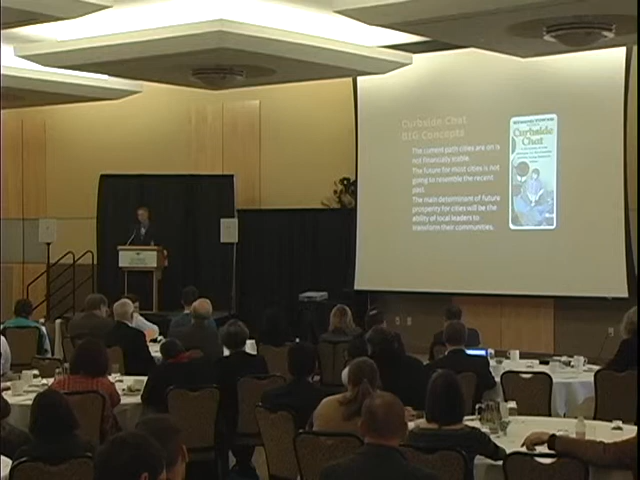 Curbside Chat
BIG Concepts
The current path cities are on is
not financially stable.
The future for most cities is not
going to resemble the recent
past.
The main determinant of future
prosperity for cities will be the
ability of local leaders to
transform their communities.
Curbside
Chat